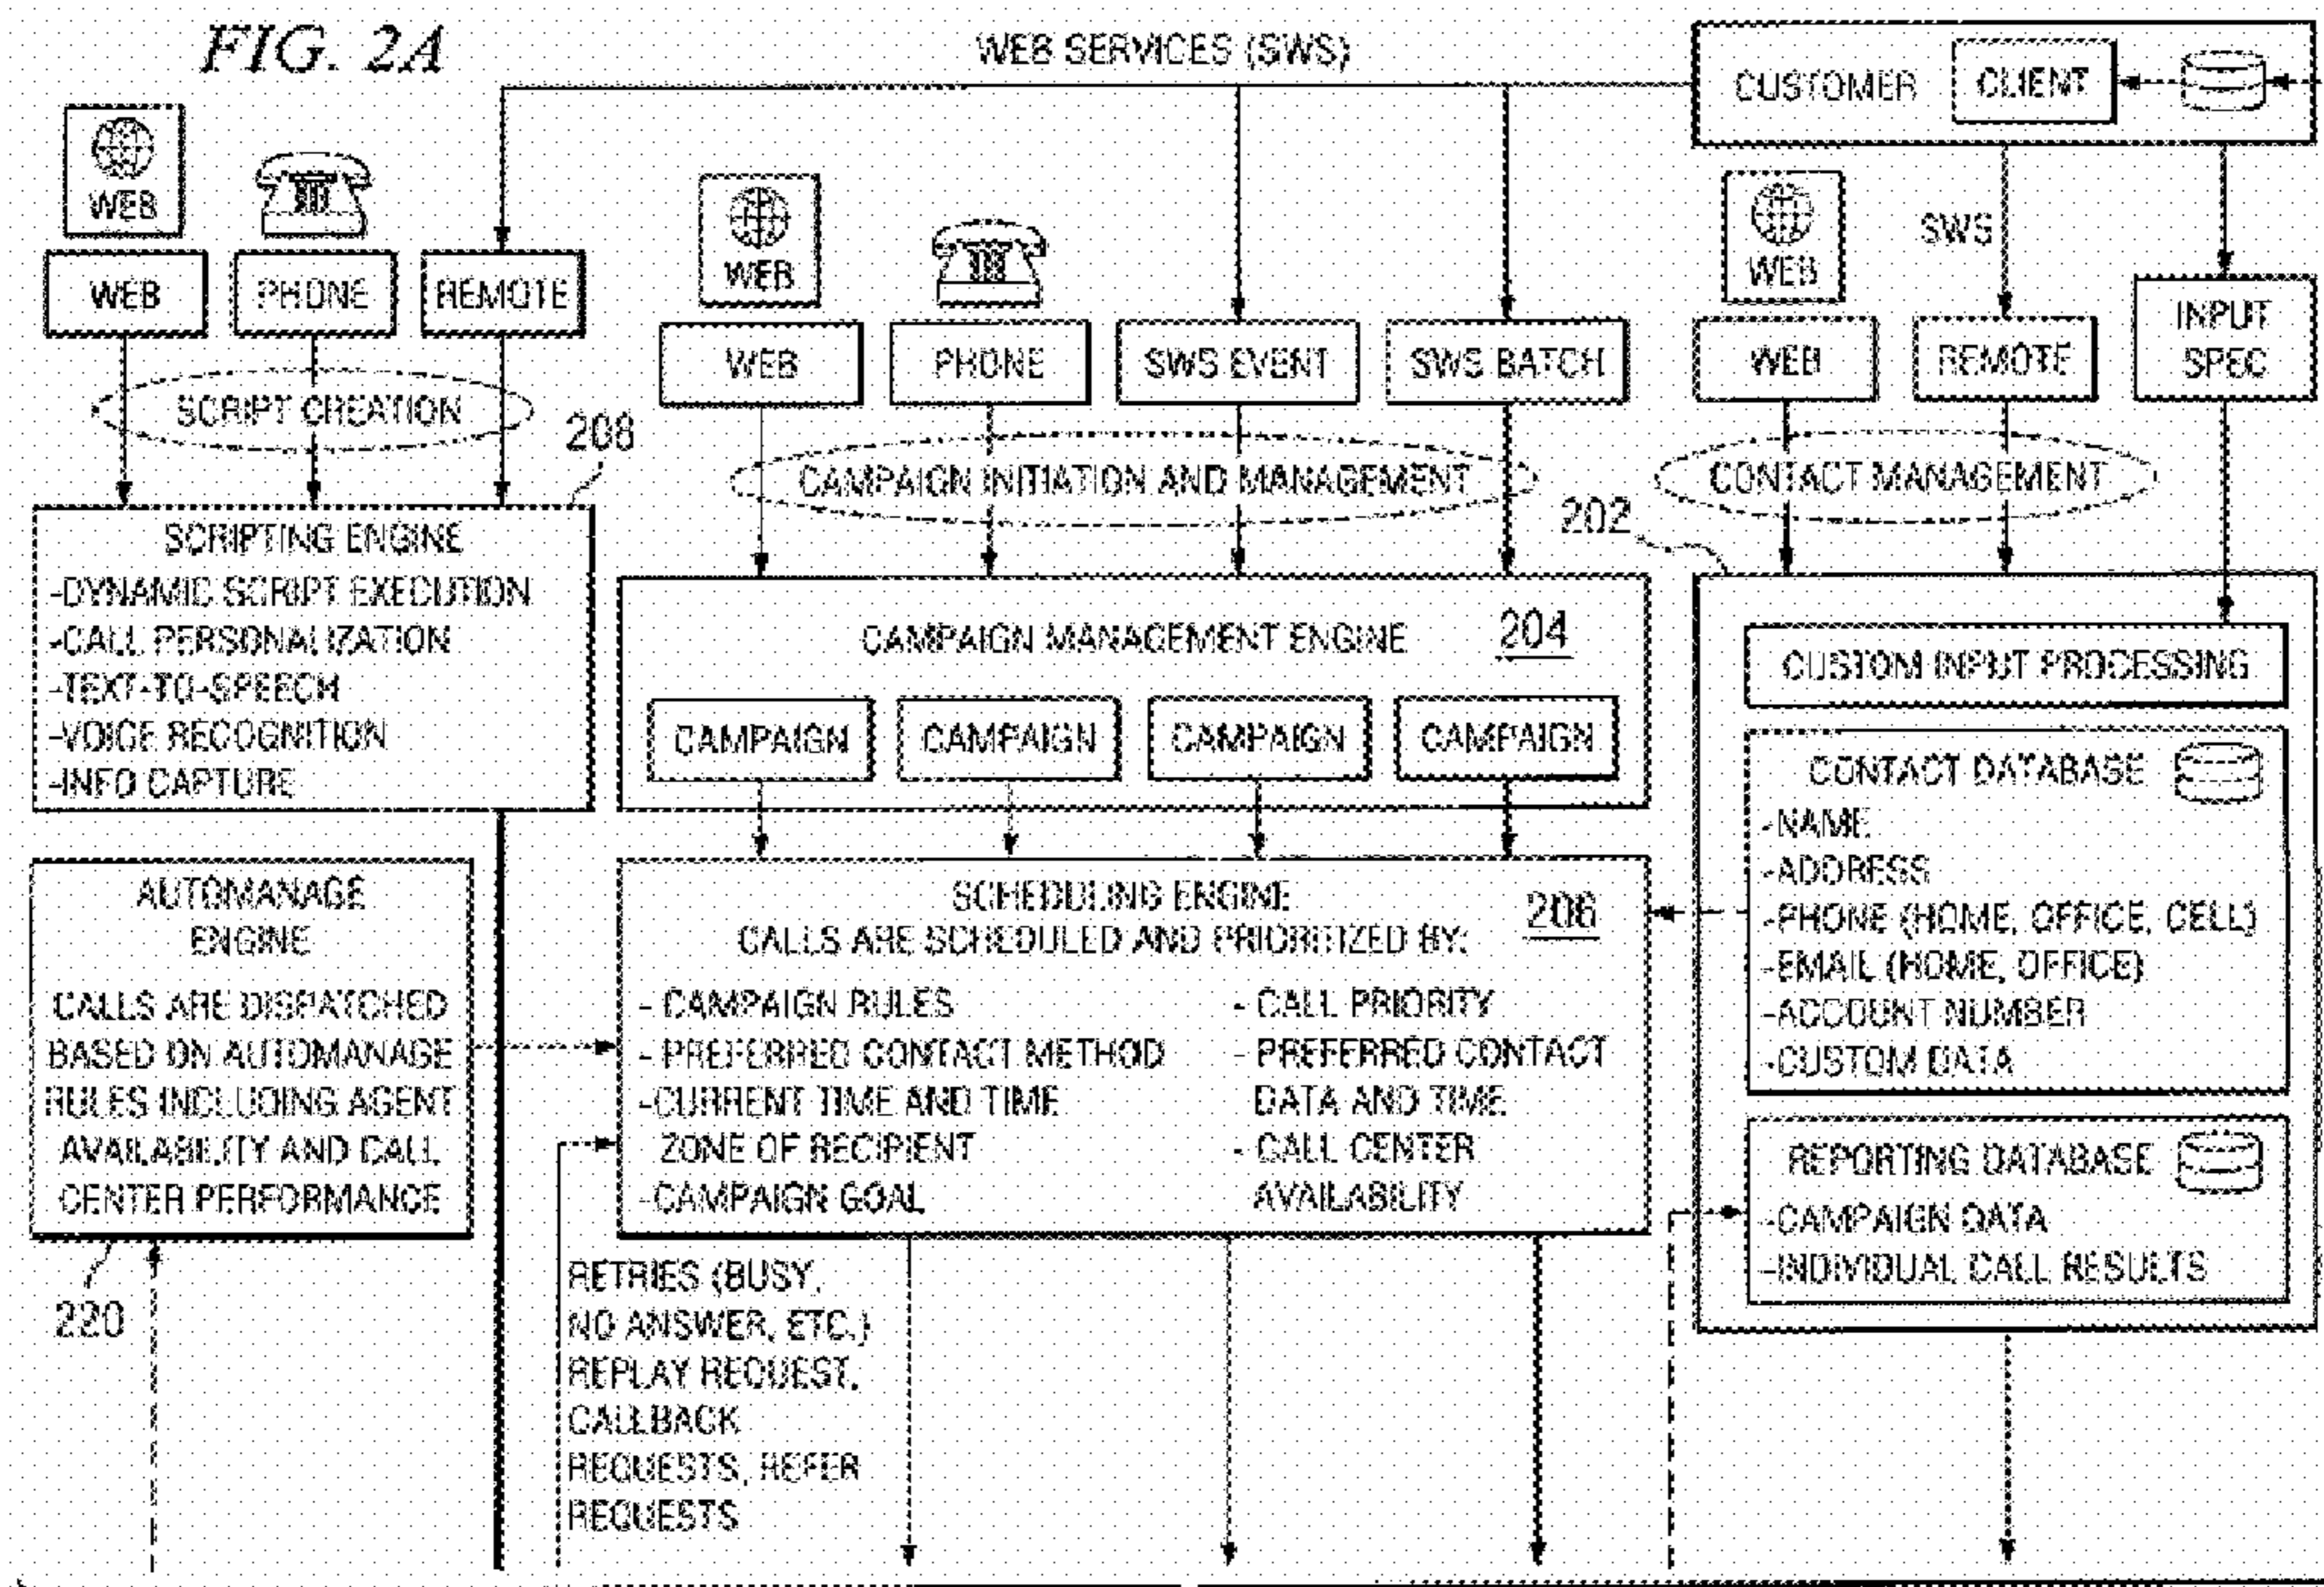 FIG. 2A
WEB SERVICES (SWS)
CUSTOMER
CLIENT
WEB
WEB
PHONE
REMOTE
SCRIPT CREATION
208
WEB
WEB
PHONE
SWS EVENT
SWS BATCH
CAMPAIGN INITIATION AND MANAGEMENT
WEB
SWS
WEB
REMOTE
INPUT
SPEC
CONTACT MANAGEMENT
202
SCRIPTING ENGINE
-DYNAMIC SCRIPT EXECUTION
-CALL PERSONALIZATION
-TEXT-TO-SPEECH
-VOICE RECOGNITION
-INFO CAPTURE
CAMPAIGN MANAGEMENT ENGINE
204
CAMPAIGN
CAMPAIGN
CAMPAIGN
CAMPAIGN
CUSTOM INPUT PROCESSING
CONTACT DATABASE
-NAME
-ADDRESS
-PHONE (HOME, OFFICE, CELL)
-EMAIL (HOME, OFFICE)
-ACCOUNT NUMBER
-CUSTOM DATA
REPORTING DATABASE
-CAMPAIGN DATA
-INDIVIDUAL CALL RESULTS
AUTOMANAGE
ENGINE
CALLS ARE DISPATCHED
BASED ON AUTOMANAGE
RULES INCLUDING AGENT
AVAILABILITY AND CALL
CENTER PERFORMANCE
220
SCHEDULING ENGINE
206
CALLS ARE SCHEDULED AND PRIORITIZED BY:
- CAMPAIGN RULES
- PREFERRED CONTACT METHOD
-CURRENT TIME AND TIME
ZONE OF RECIPIENT
-CAMPAIGN GOAL
- CALL PRIORITY
- PREFERRED CONTACT
DATA AND TIME
- CALL CENTER
AVAILABILITY
RETRIES (BUSY,
NO ANSWER, ETC.)
REPLAY REQUEST,
CALLBACK
REQUESTS, REFER
REQUESTS